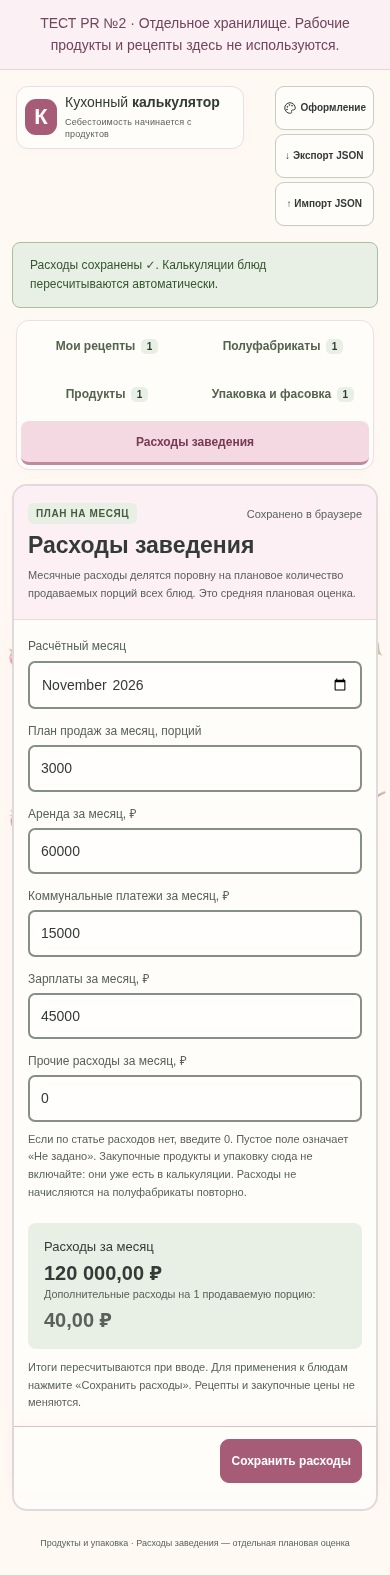 ТЕСТ PR №2 · Отдельное хранилище. Рабочие
продукты и рецепты здесь не используются.
К
Кухонный калькулятор
Себестоимость начинается с
продуктов
Оформление
↓ Экспорт JSON
↑ Импорт JSON
Расходы сохранены ✓. Калькуляции блюд
пересчитываются автоматически.
Мои рецепты 1
Полуфабрикаты 1
Продукты 1
Упаковка и фасовка 1
Расходы заведения
ПЛАН НА МЕСЯЦ
Сохранено в браузере
Расходы заведения
Месячные расходы делятся поровну на плановое количество
продаваемых порций всех блюд. Это средняя плановая оценка.
Расчётный месяц
November 2026
План продаж за месяц, порций
3000
Аренда за месяц, ₽
60000
Коммунальные платежи за месяц, ₽
15000
Зарплаты за месяц, ₽
45000
Прочие расходы за месяц, ₽
0
Если по статье расходов нет, введите 0. Пустое поле означает
«Не задано». Закупочные продукты и упаковку сюда не
включайте: они уже есть в калькуляции. Расходы не
начисляются на полуфабрикаты повторно.
Расходы за месяц
120 000,00 ₽
Дополнительные расходы на 1 продаваемую порцию:
40,00 ₽
Итоги пересчитываются при вводе. Для применения к блюдам
нажмите «Сохранить расходы». Рецепты и закупочные цены не
меняются.
Сохранить расходы
Продукты и упаковка · Расходы заведения — отдельная плановая оценка